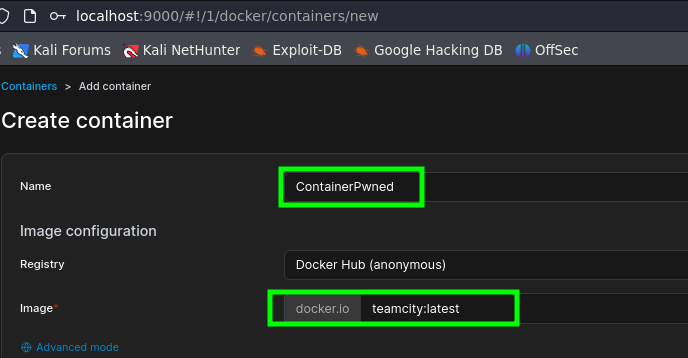 localhost:9000/#!/1/docker/containers/new
s Kali Forums Kali NetHunter Exploit-DB Google Hacking DB OffSec
Containers > Add container
Create container
Name ContainerPwned
Image configuration
Registry Docker Hub (anonymous)
Image* docker.io teamcity:latest
Advanced mode